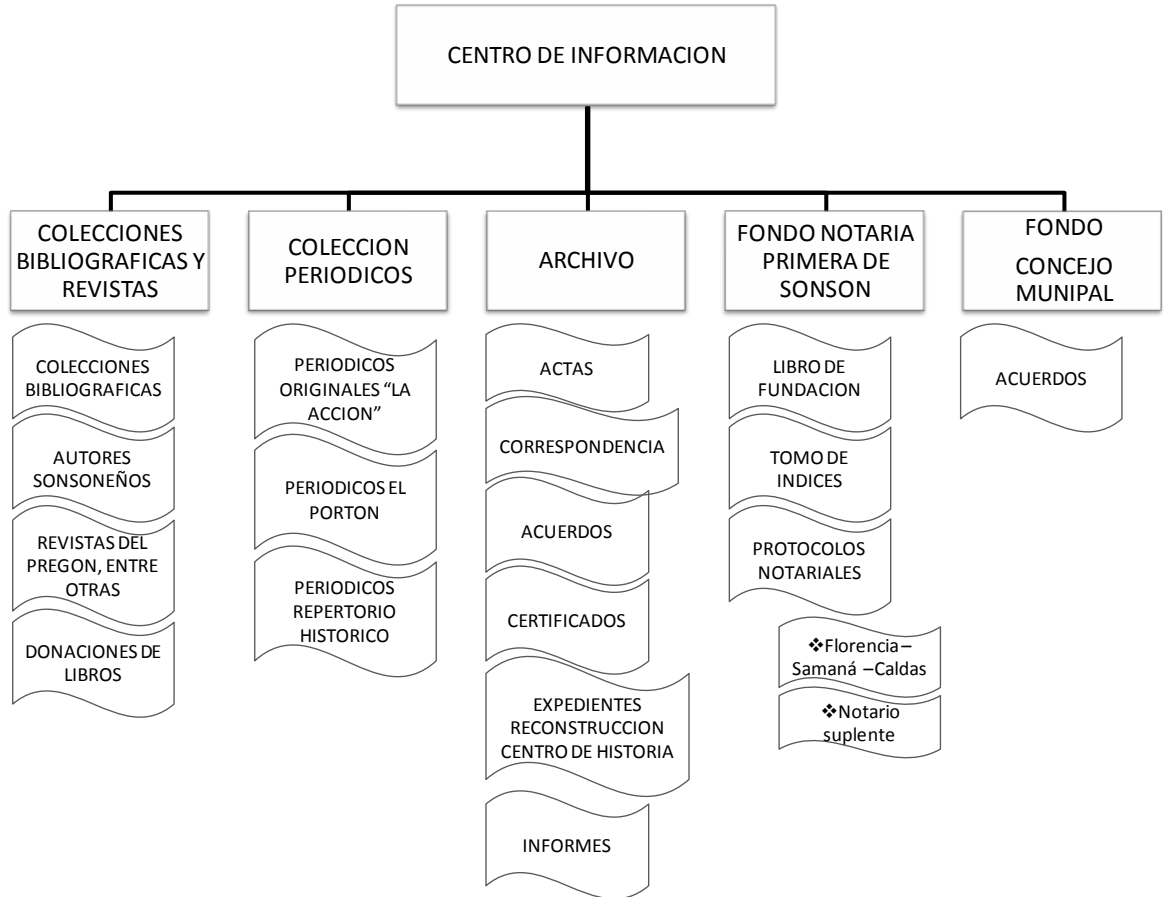 CENTRO DE INFORMACION
COLECCIONES
BIBLIOGRAFICAS Y
REVISTAS
COLECCIONES
BIBLIOGRAFICAS
AUTORES
SONSONEÑOS
REVISTAS DEL
PREGON, ENTRE
OTRAS
DONACIONES DE
LIBROS
COLECCION
PERIODICOS
PERIODICOS
ORIGINALES “LA
ACCION”
PERIODICOS EL
PORTON
PERIODICOS
REPERTORIO
HISTORICO
ARCHIVO
ACTAS
CORRESPONDENCIA
ACUERDOS
CERTIFICADOS
EXPEDIENTES
RECONSTRUCCION
CENTRO DE HISTORIA
INFORMES
FONDO NOTARIA
PRIMERA DE
SONSON
LIBRO DE
FUNDACION
TOMO DE
INDICES
PROTOCOLOS
NOTARIALES
❖Florencia–
Samaná –Caldas
❖Notario
suplente
FONDO
CONCEJO
MUNIPAL
ACUERDOS